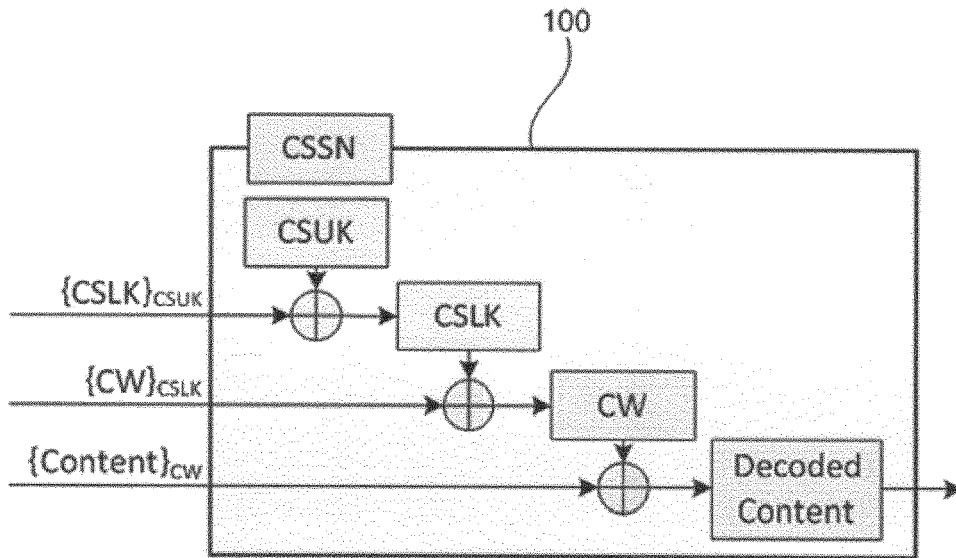 100
CSSN
CSUK
{CSLK}CSUK
CSLK
{CW}CSLK
CW
{Content}CW
Decoded
Content